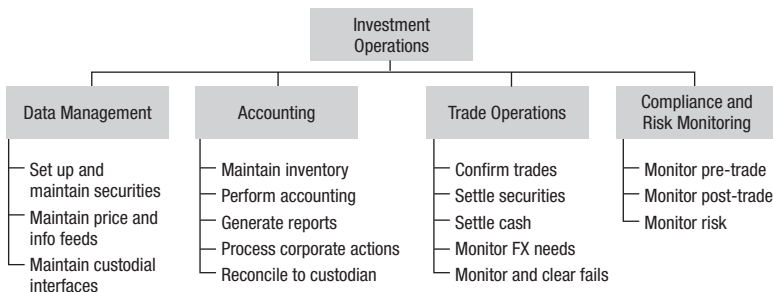 Investment
Operations
Data Management
Accounting
Trade Operations
Compliance and
Risk Monitoring
Set up and
maintain securities
Maintain price and
info feeds
Maintain custodial
interfaces
Maintain inventory
Perform accounting
Generate reports
Process corporate actions
Reconcile to custodian
Confirm trades
Settle securities
Settle cash
Monitor FX needs
Monitor and clear fails
Monitor pre-trade
Monitor post-trade
Monitor risk